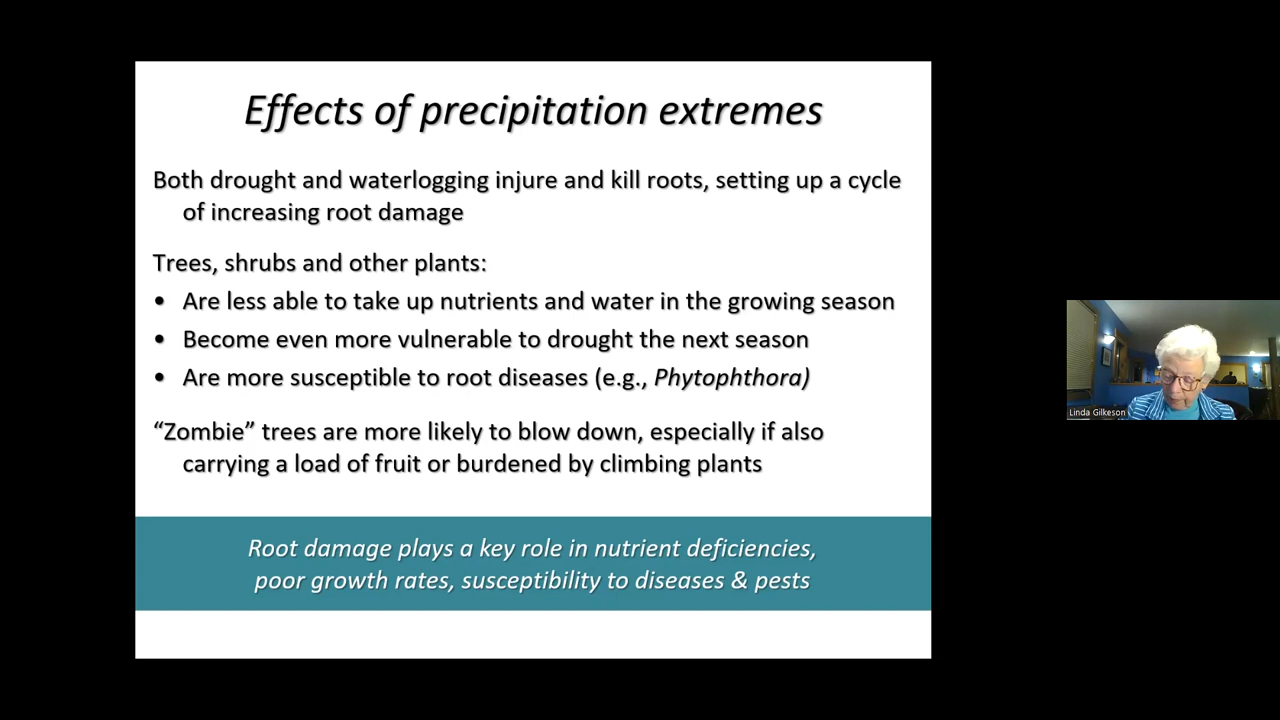 Effects of precipitation extremes
Both drought and waterlogging injure and kill roots, setting up a cycle
of increasing root damage
Trees, shrubs and other plants:
• Are less able to take up nutrients and water in the growing season
• Become even more vulnerable to drought the next season
• Are more susceptible to root diseases (e.g., Phytophthora)
“Zombie” trees are more likely to blow down, especially if also
carrying a load of fruit or burdened by climbing plants
Root damage plays a key role in nutrient deficiencies,
poor growth rates, susceptibility to diseases & pests
Linda Gilkeson